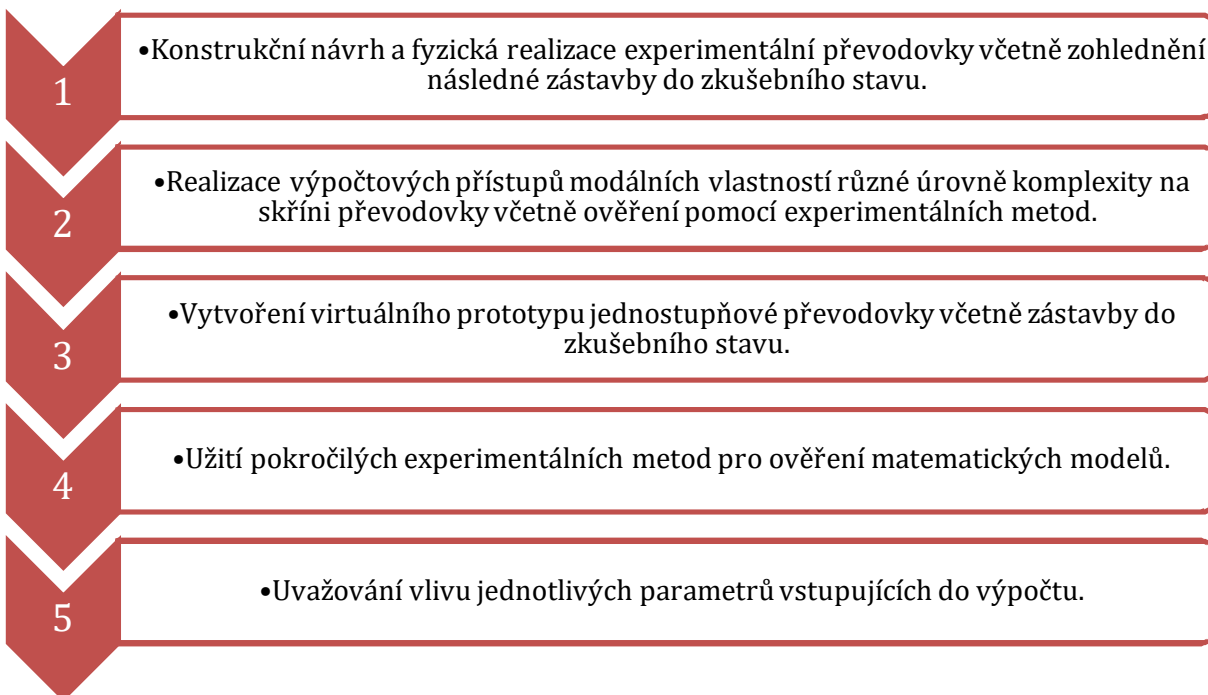 1
•Konstrukční návrh a fyzická realizace experimentální převodovky včetně zohlednění
následné zástavby do zkušebního stavu.
2
•Realizace výpočtových přístupů modálních vlastností různé úrovně komplexity na
skříni převodovky včetně ověření pomocí experimentálních metod.
3
•Vytvoření virtuálního prototypu jednostupňové převodovky včetně zástavby do
zkušebního stavu.
4
•Užití pokročilých experimentálních metod pro ověření matematických modelů.
5
•Uvažování vlivu jednotlivých parametrů vstupujících do výpočtu.